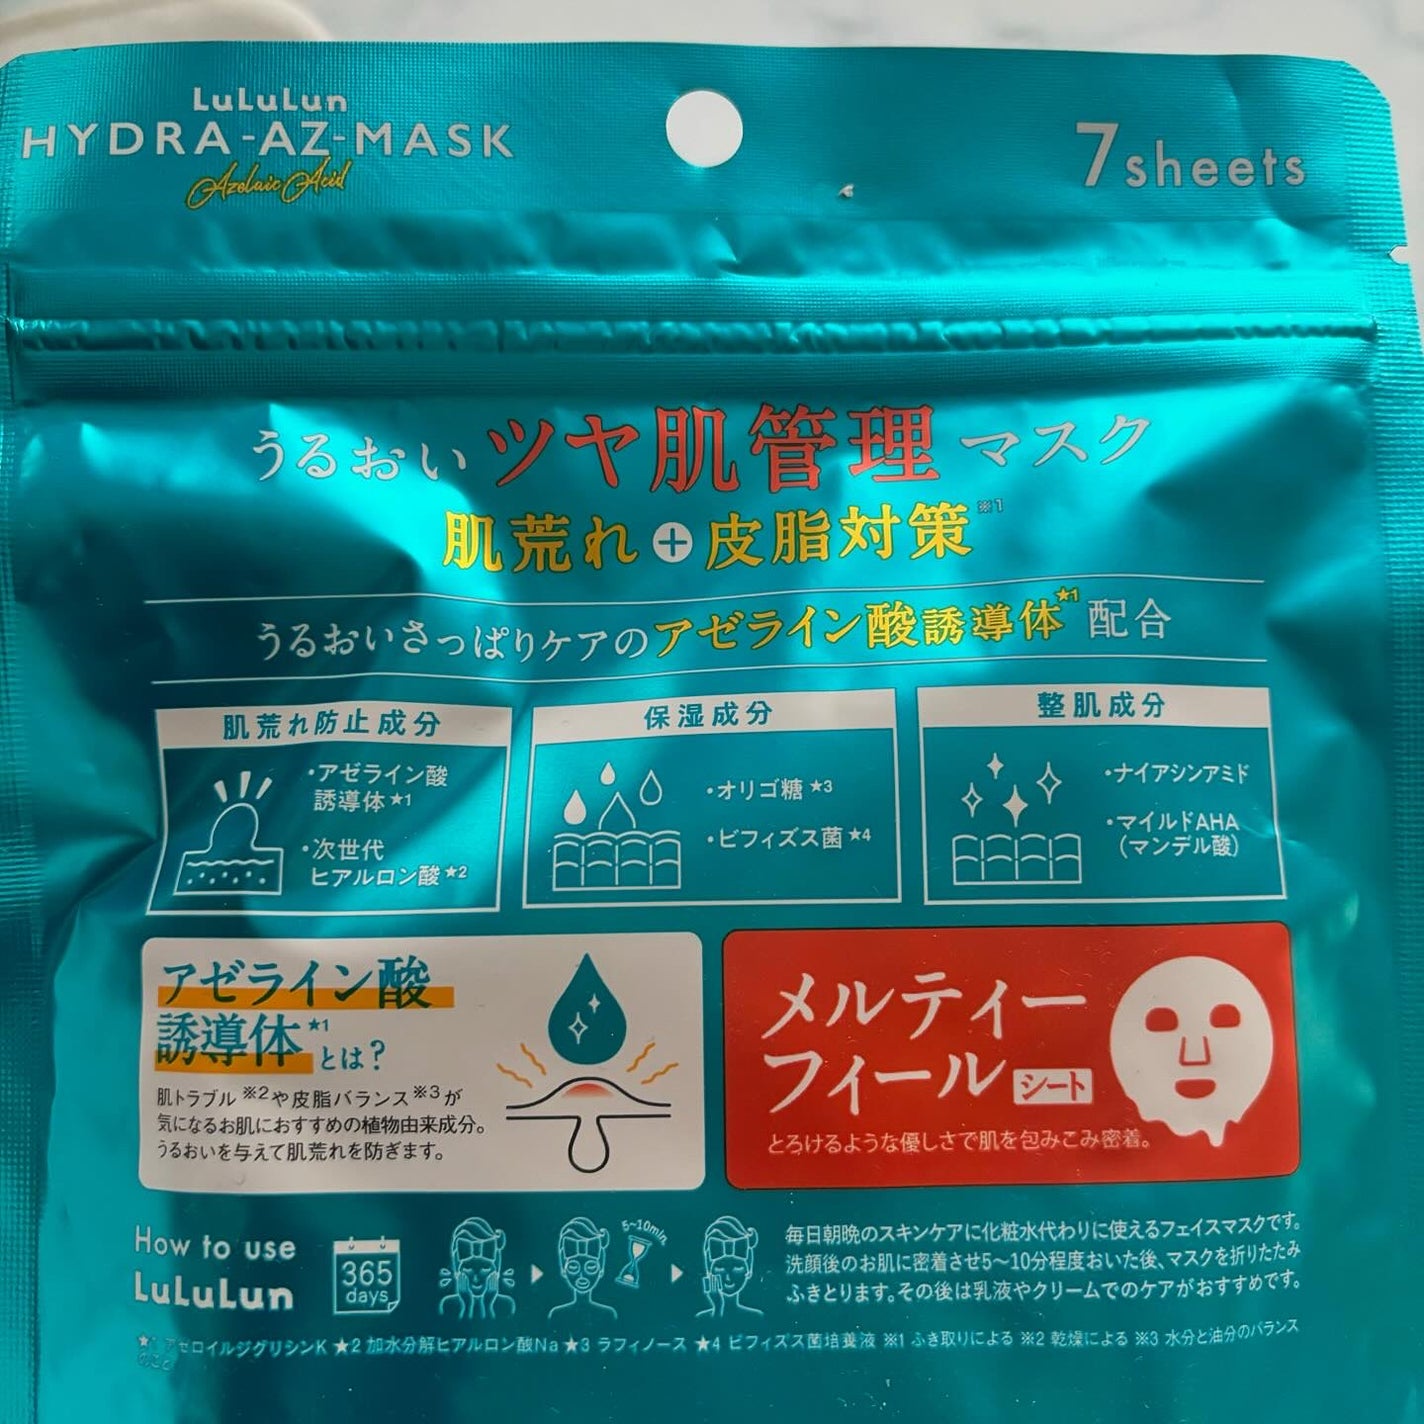 LuLuLun
HYDRA-AZ-MASK
Azelaic Acid
7sheets
うるおいツヤ肌管理マスク
肌荒れ+皮脂対策※1
うるおいさっぱりケアのアゼライン酸誘導体★1配合
肌荒れ防止成分
・アゼライン酸
誘導体★1
・次世代
ヒアルロン酸★2
保湿成分
・オリゴ糖★3
・ビフィズス菌★4
整肌成分
・ナイアシンアミド
・マイルドAHA
(マンデル酸)
アゼライン酸
誘導体★1とは?
肌トラブル※2や皮脂バランス※3が
気になるお肌におすすめの植物由来成分。
うるおいを与えて肌荒れを防ぎます。
メルティー
フィールシート
とろけるような優しさで肌を包みこみ密着。
How to use
LuLuLun
365
days
5~10min.
毎日朝晩のスキンケアに化粧水代わりに使えるフェイスマスクです。
洗顔後のお肌に密着させ5〜10分程度おいた後、マスクを折りたたみ
ふきとります。その後は乳液やクリームでのケアがおすすめです。
★1 アゼロイルジグリシンK ★2 加水分解ヒアルロン酸Na ★3 ラフィノース ★4 ビフィズス菌培養液 ※1 ふき取りによる ※2 乾燥による ※3 水分と油分のバランス
のこと